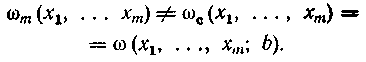 ω_m (x_1, ... x_m) ≠ ω_c (x_1, ..., x_m) =
= ω (x_1, ..., x_m; b).